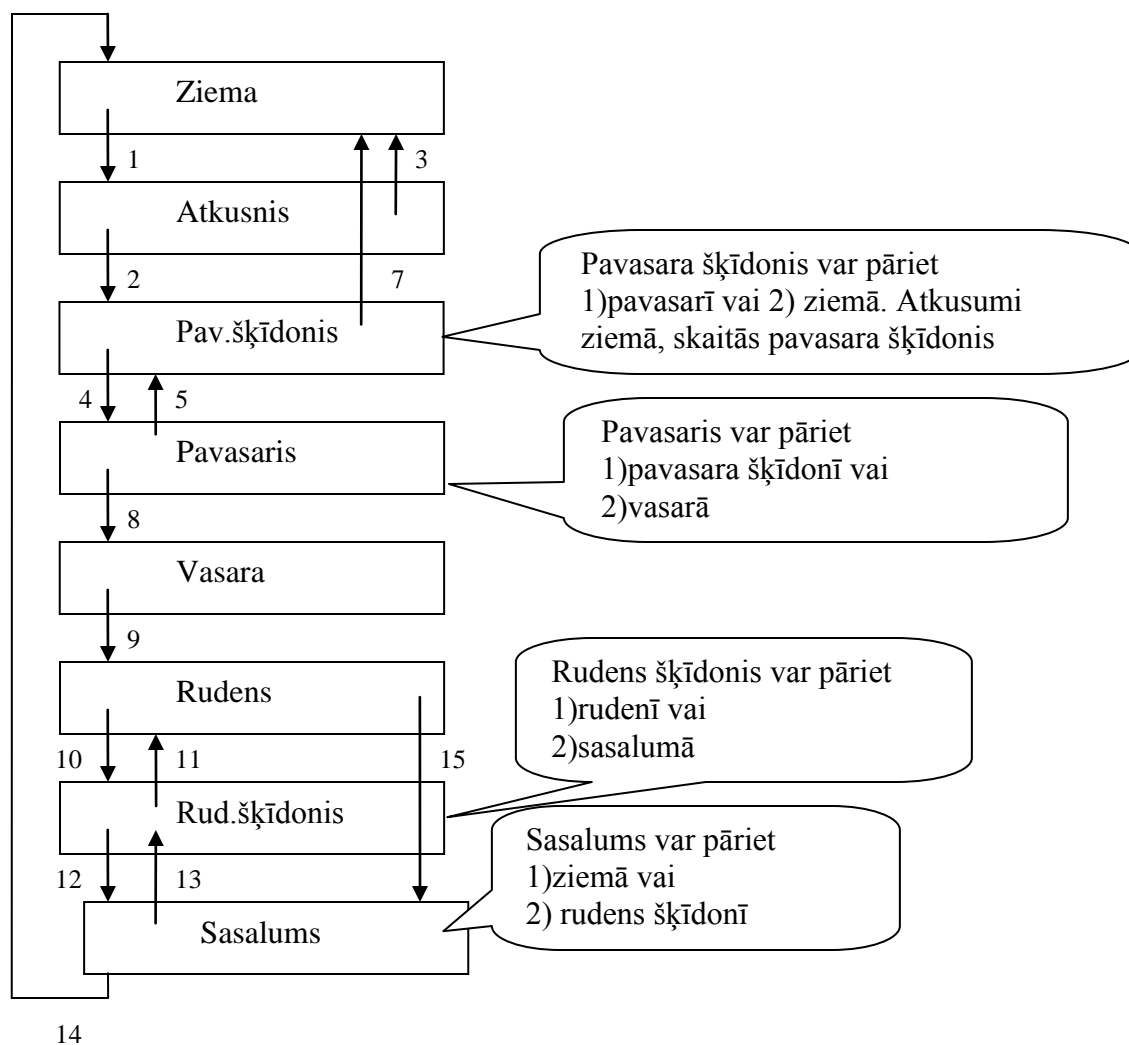 Ziema
1
3
Atkusnis
2
7
Pavasara šķīdonis var pāriet
1)pavasarī vai 2) ziemā. Atkusumi
ziemā, skaitās pavasara šķīdonis
Pav.šķīdonis
4
5
Pavasaris var pāriet
1)pavasara šķīdonī vai
2)vasarā
Pavasaris
8
Vasara
9
Rudens šķīdonis var pāriet
1)rudenī vai
2)sasalumā
Rudens
10
11
15
Rud.šķīdonis
Sasalums var pāriet
1)ziemā vai
2) rudens šķīdonī
12
13
Sasalums
14